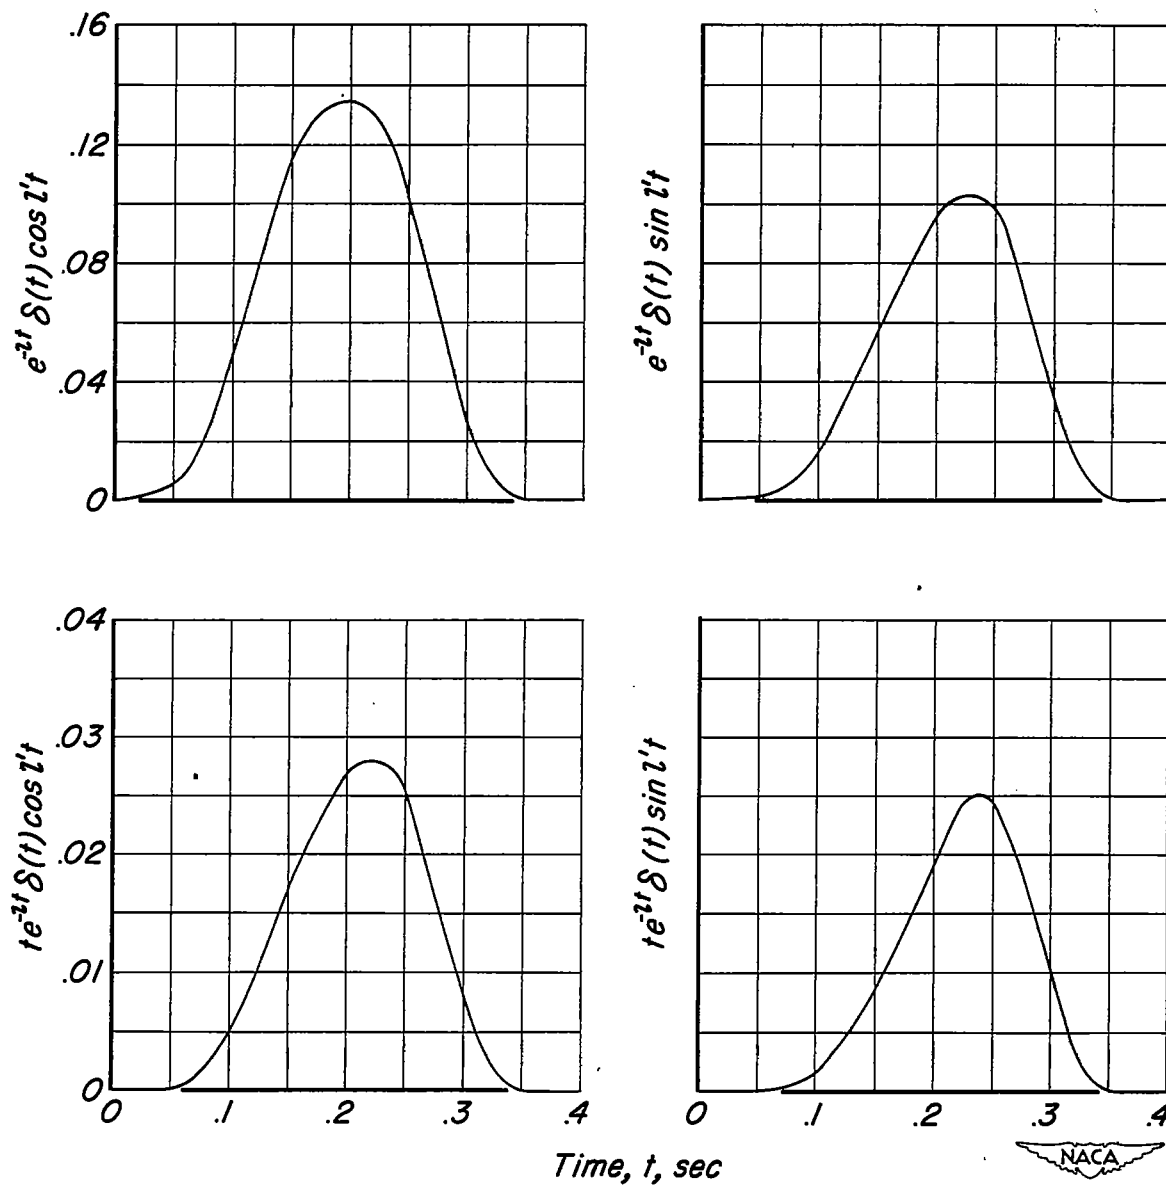 .16
.12
.08
.04
0
e^-lt δ(t) cos l't
e^-lt δ(t) sin l't
.04
.03
.02
.01
0
te^-lt δ(t) cos l't
te^-lt δ(t) sin l't
0 .1 .2 .3 .4
0 .1 .2 .3 .4
Time, t, sec
NACA